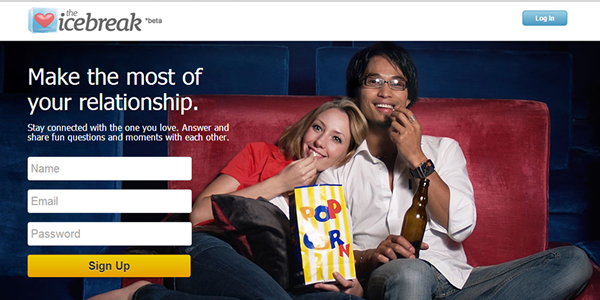 the
icebreak *beta
Log In
Make the most of
your relationship.
Stay connected with the one you love. Answer and
share fun questions and moments with each other.
Name
Email
Password
Sign Up
POP
COR
N